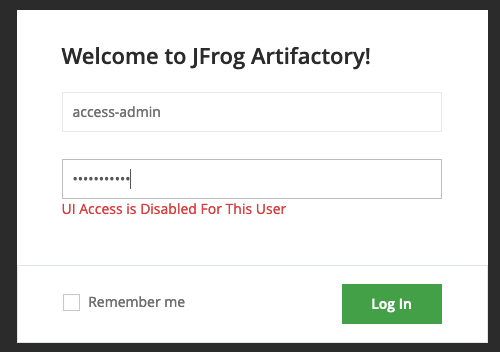 Welcome to JFrog Artifactory!
access-admin
•••••••••••
UI Access is Disabled For This User
Remember me
Log In